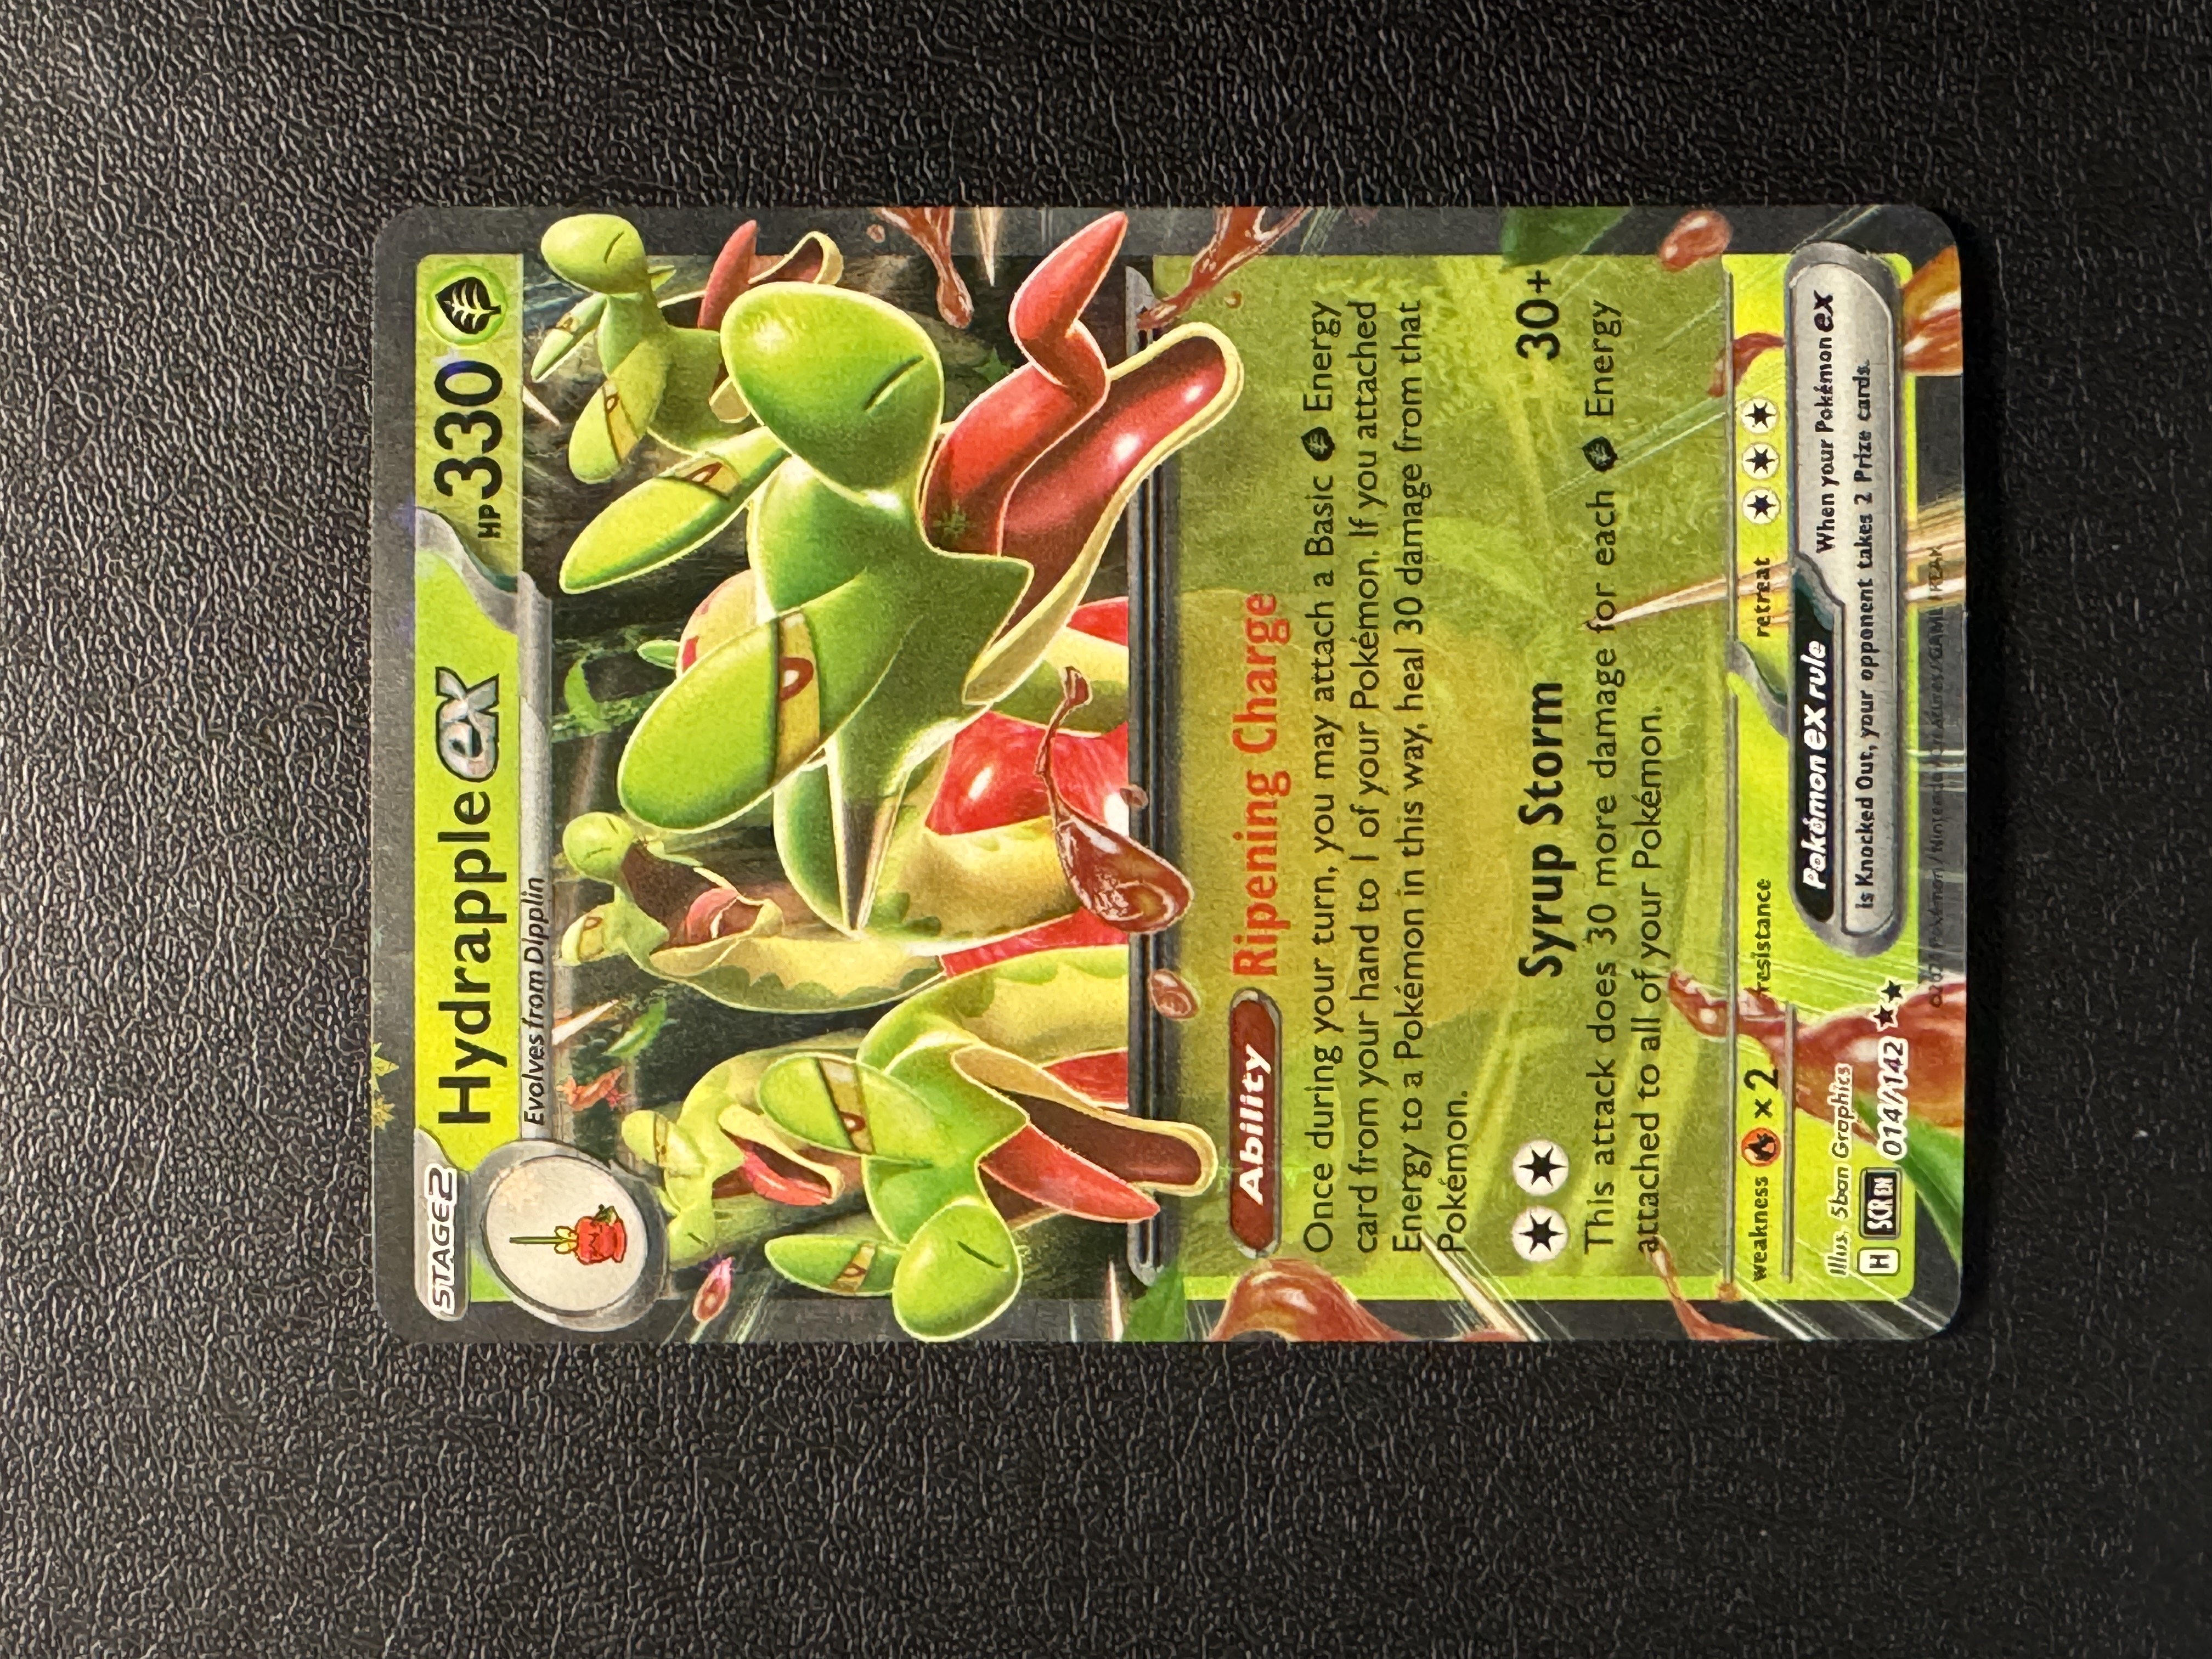 STAGE2
Hydrapple ex
HP 330
Evolves from Dipplin
Ability Ripening Charge
Once during your turn, you may attach a Basic Energy
card from your hand to 1 of your Pokémon. If you attached
Energy to a Pokémon in this way, heal 30 damage from that
Pokémon.
Syrup Storm 30+
This attack does 30 more damage for each Energy
attached to all of your Pokémon.
weakness ×2 resistance retreat
Illus. 5ban Graphics
H SCR EN 014/142 ★★
Pokémon ex rule When your Pokémon ex
is Knocked Out, your opponent takes 2 Prize cards.